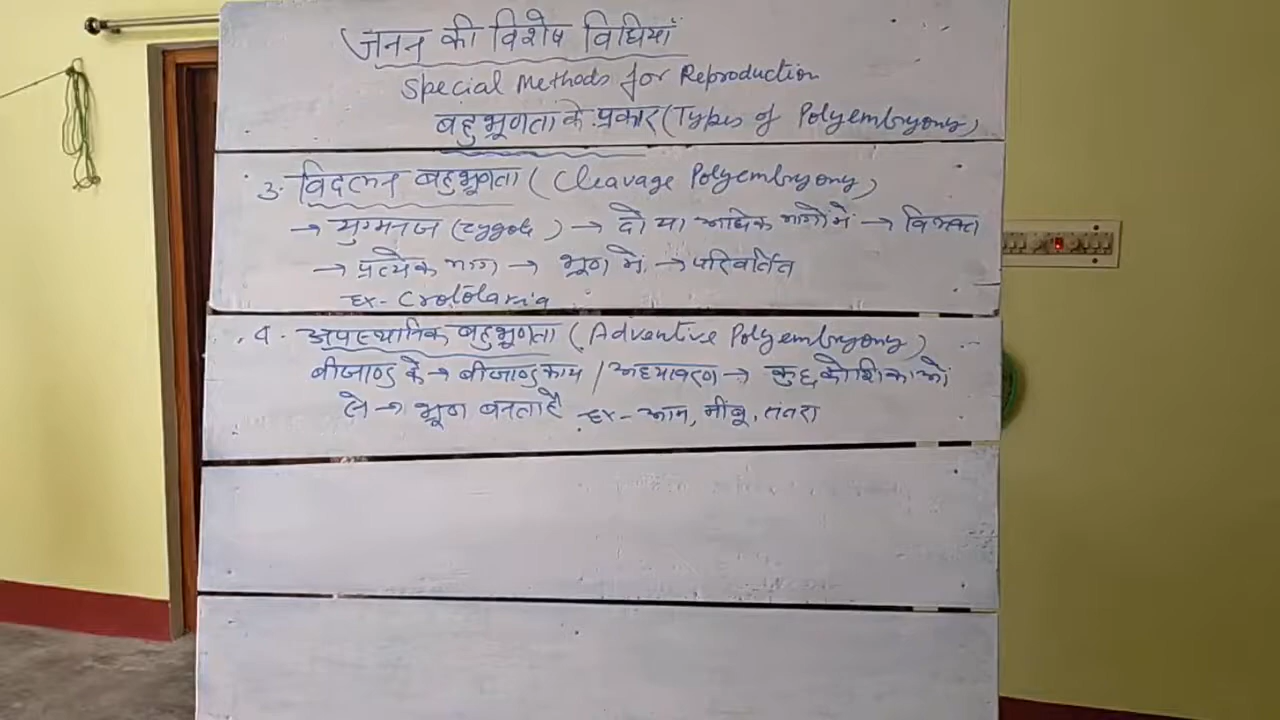 जनन की विशेष विधियाँ
Special Methods for Reproduction
बहुभ्रूणता के प्रकार (Types of Polyembryony)
3. विदलन बहुभ्रूणता (Cleavage Polyembryony)
→ युग्मनज (Zygote) → दो या अधिक भागों में → विभक्त
→ प्रत्येक भाग → भ्रूण में → परिवर्तित
Ex- Crotolaria
4. अपस्थानिक बहुभ्रूणता (Adventive Polyembryony)
बीजाण्ड के → बीजाण्डकाय / अध्यावरण → कुछ कोशिकाओं
से → भ्रूण बनता है Ex- आम, नींबू, संतरा